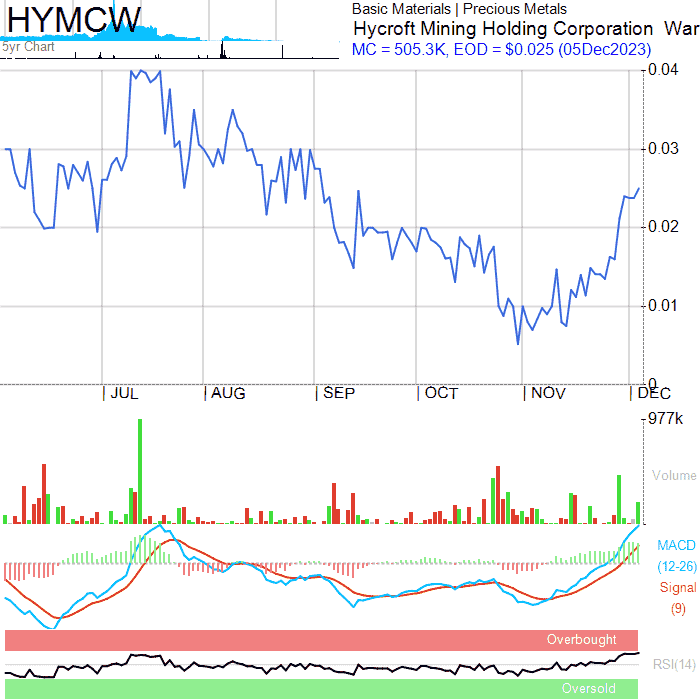 HYMCW
5yr Chart
Basic Materials | Precious Metals
Hycroft Mining Holding Corporation War
MC = 505.3K, EOD = $0.025 (05Dec2023)
0.04
0.03
0.02
0.01
0
JUL AUG SEP OCT NOV DEC
977k
Volume
MACD
(12-26)
Signal
(9)
Overbought
RSI(14)
Oversold